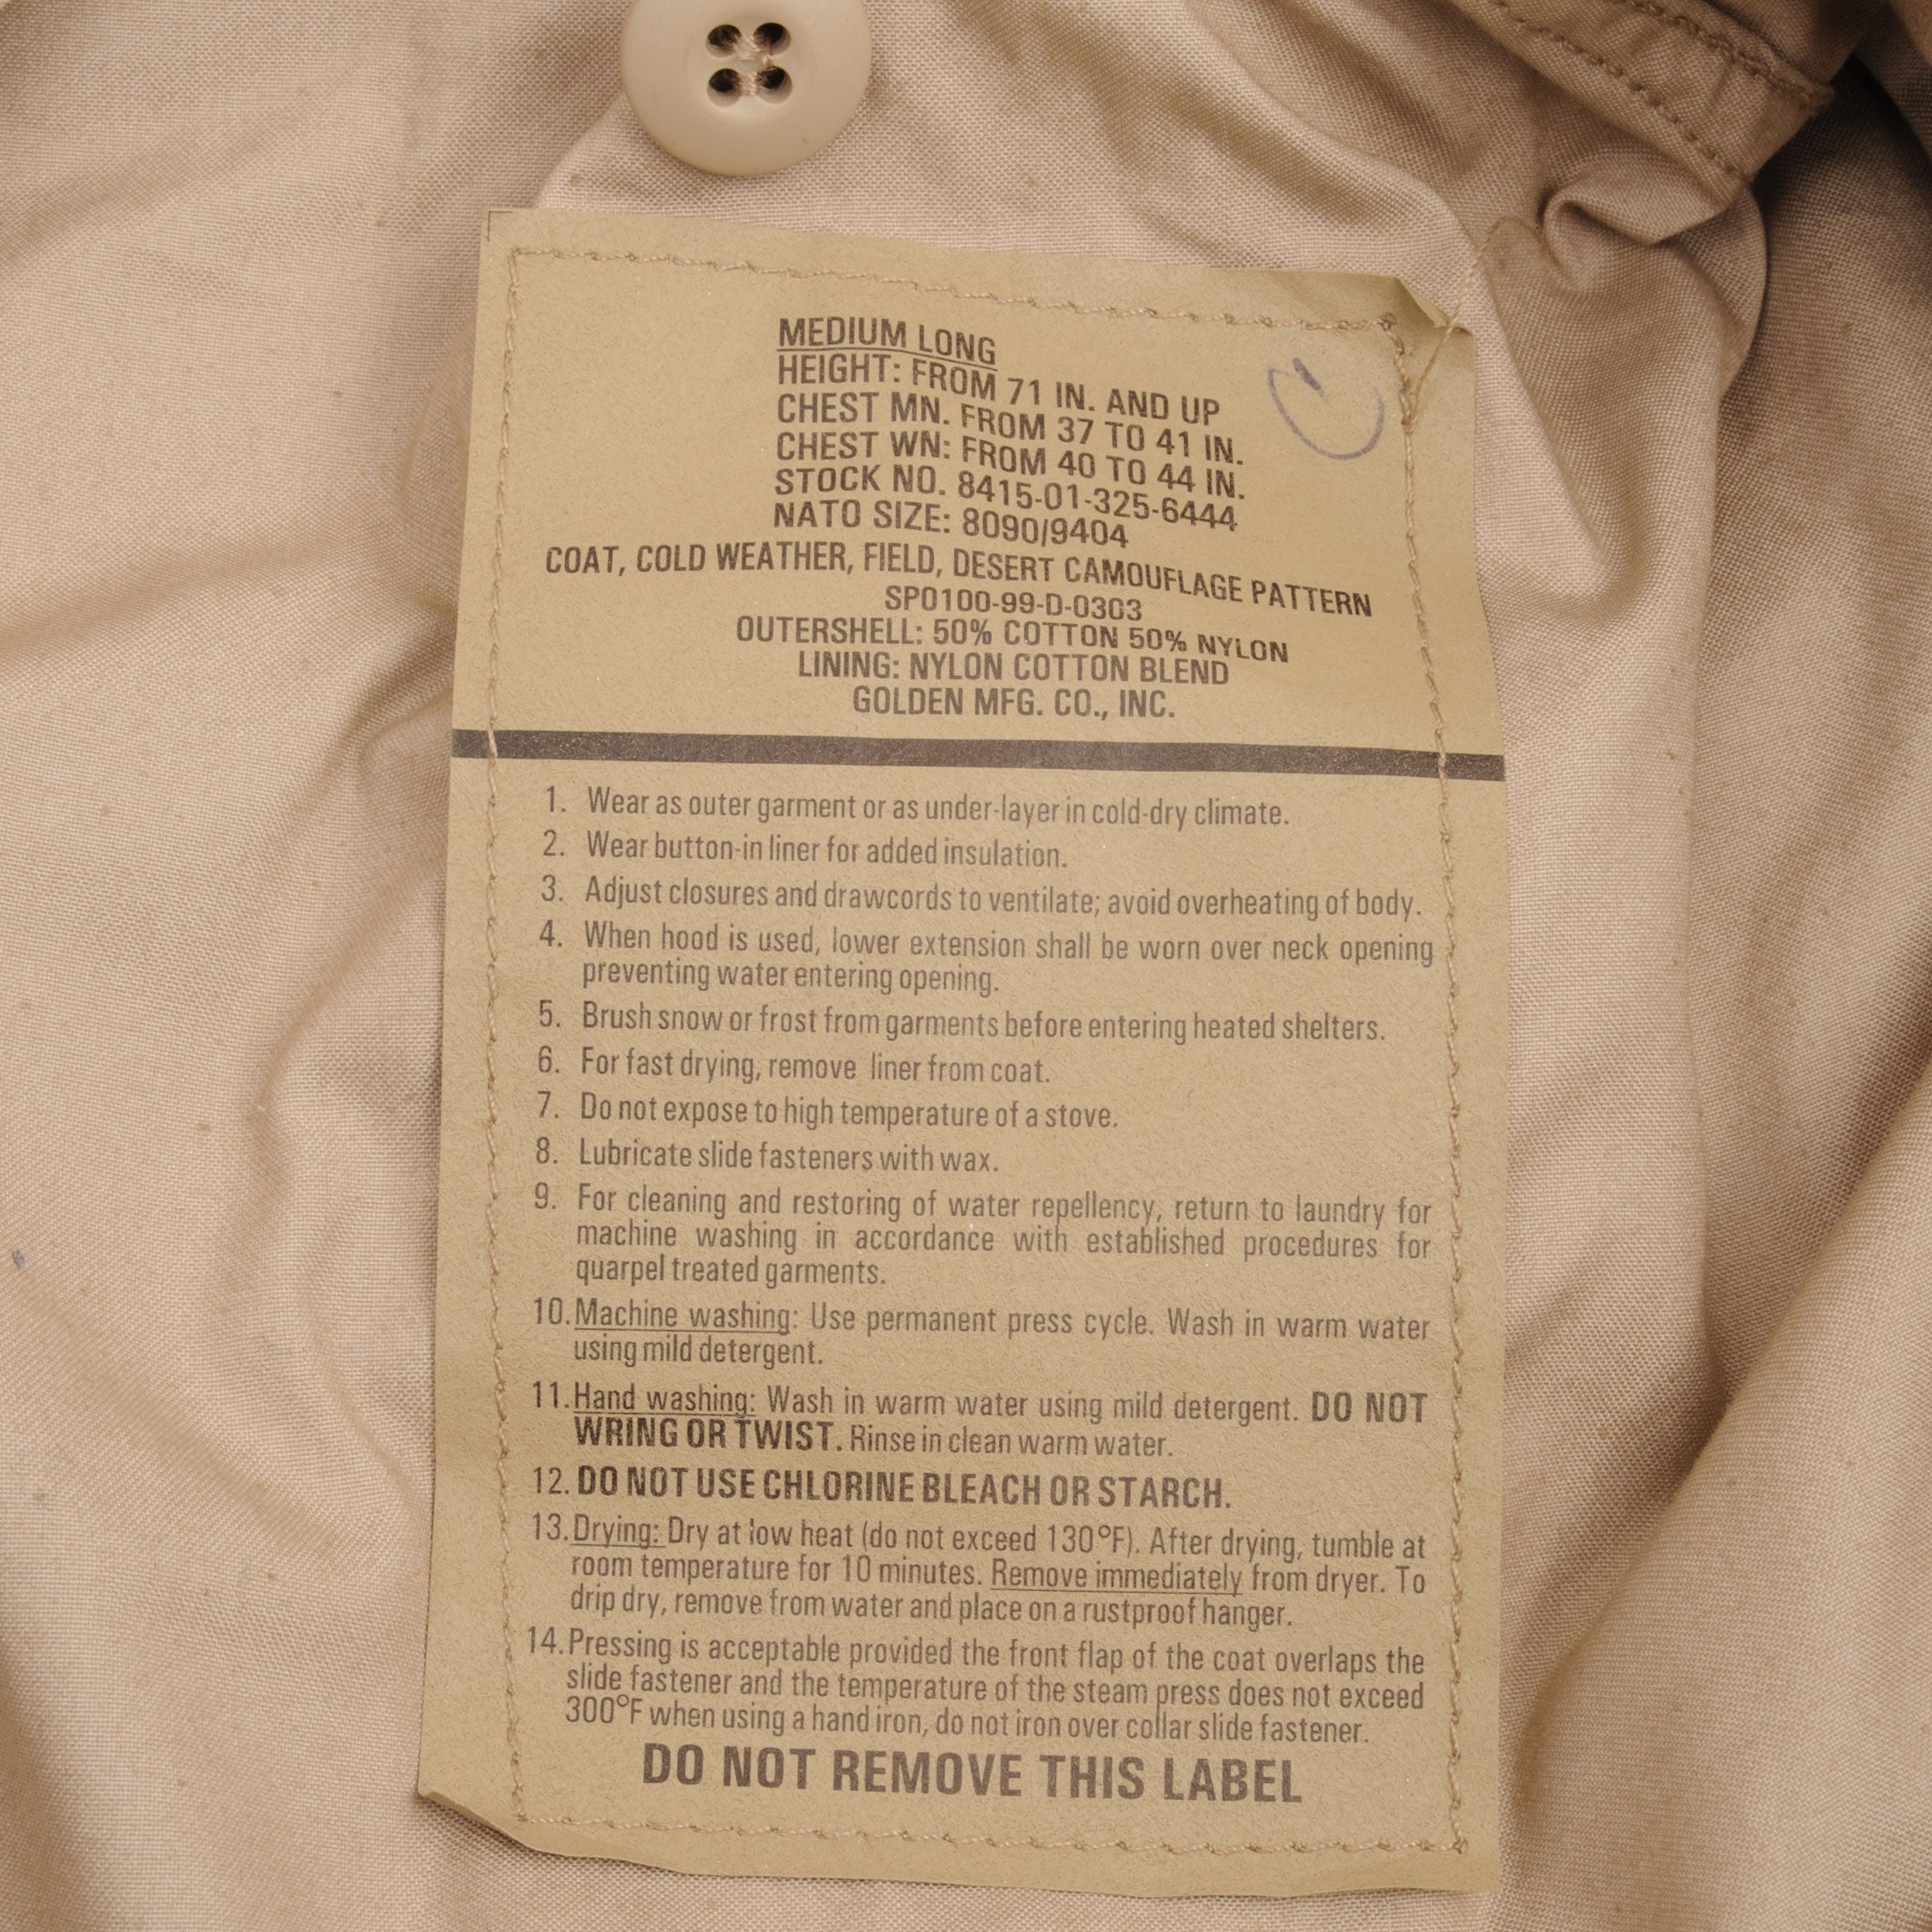 MEDIUM LONG
HEIGHT: FROM 71 IN. AND UP
CHEST MN. FROM 37 TO 41 IN.
CHEST WN: FROM 40 TO 44 IN.
STOCK NO. 8415-01-325-6444
NATO SIZE: 8090/9404
COAT, COLD WEATHER, FIELD, DESERT CAMOUFLAGE PATTERN
SP0100-99-D-0303
OUTERSHELL: 50% COTTON 50% NYLON
LINING: NYLON COTTON BLEND
GOLDEN MFG. CO., INC.
1. Wear as outer garment or as under-layer in cold-dry climate.
2. Wear button-in liner for added insulation.
3. Adjust closures and drawcords to ventilate; avoid overheating of body.
4. When hood is used, lower extension shall be worn over neck opening
preventing water entering opening.
5. Brush snow or frost from garments before entering heated shelters.
6. For fast drying, remove liner from coat.
7. Do not expose to high temperature of a stove.
8. Lubricate slide fasteners with wax.
9. For cleaning and restoring of water repellency, return to laundry for
machine washing in accordance with established procedures for
quarpel treated garments.
10. Machine washing: Use permanent press cycle. Wash in warm water
using mild detergent.
11. Hand washing: Wash in warm water using mild detergent. DO NOT
WRING OR TWIST. Rinse in clean warm water.
12. DO NOT USE CHLORINE BLEACH OR STARCH.
13. Drying: Dry at low heat (do not exceed 130°F). After drying, tumble at
room temperature for 10 minutes. Remove immediately from dryer. To
drip dry, remove from water and place on a rustproof hanger.
14. Pressing is acceptable provided the front flap of the coat overlaps the
slide fastener and the temperature of the steam press does not exceed
300°F when using a hand iron, do not iron over collar slide fastener.
DO NOT REMOVE THIS LABEL